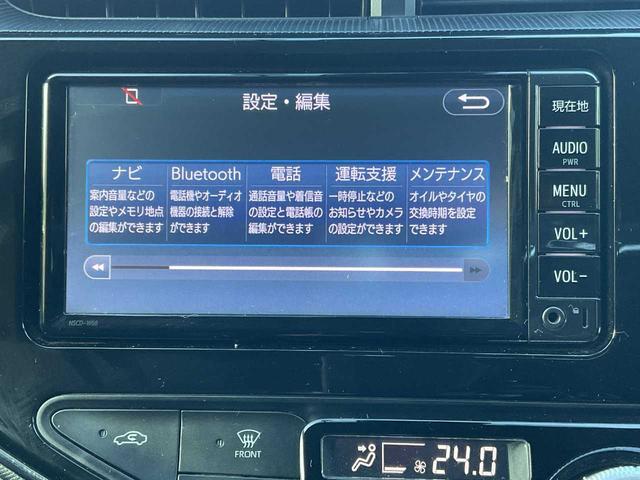 設定・編集
現在地
AUDIO
PWR
MENU
CTRL
VOL+
VOL-
ナビ Bluetooth 電話 運転支援 メンテナンス
案内音量などの 電話機やオーディオ 通話音量や着信音 一時停止などの オイルやタイヤの
設定やメモリ地点 機器の接続と解除 の設定と電話帳の お知らせやカメラ 交換時期を設定
の編集ができます ができます 編集ができます の設定ができます できます
NSCD-W66
FRONT
24.0